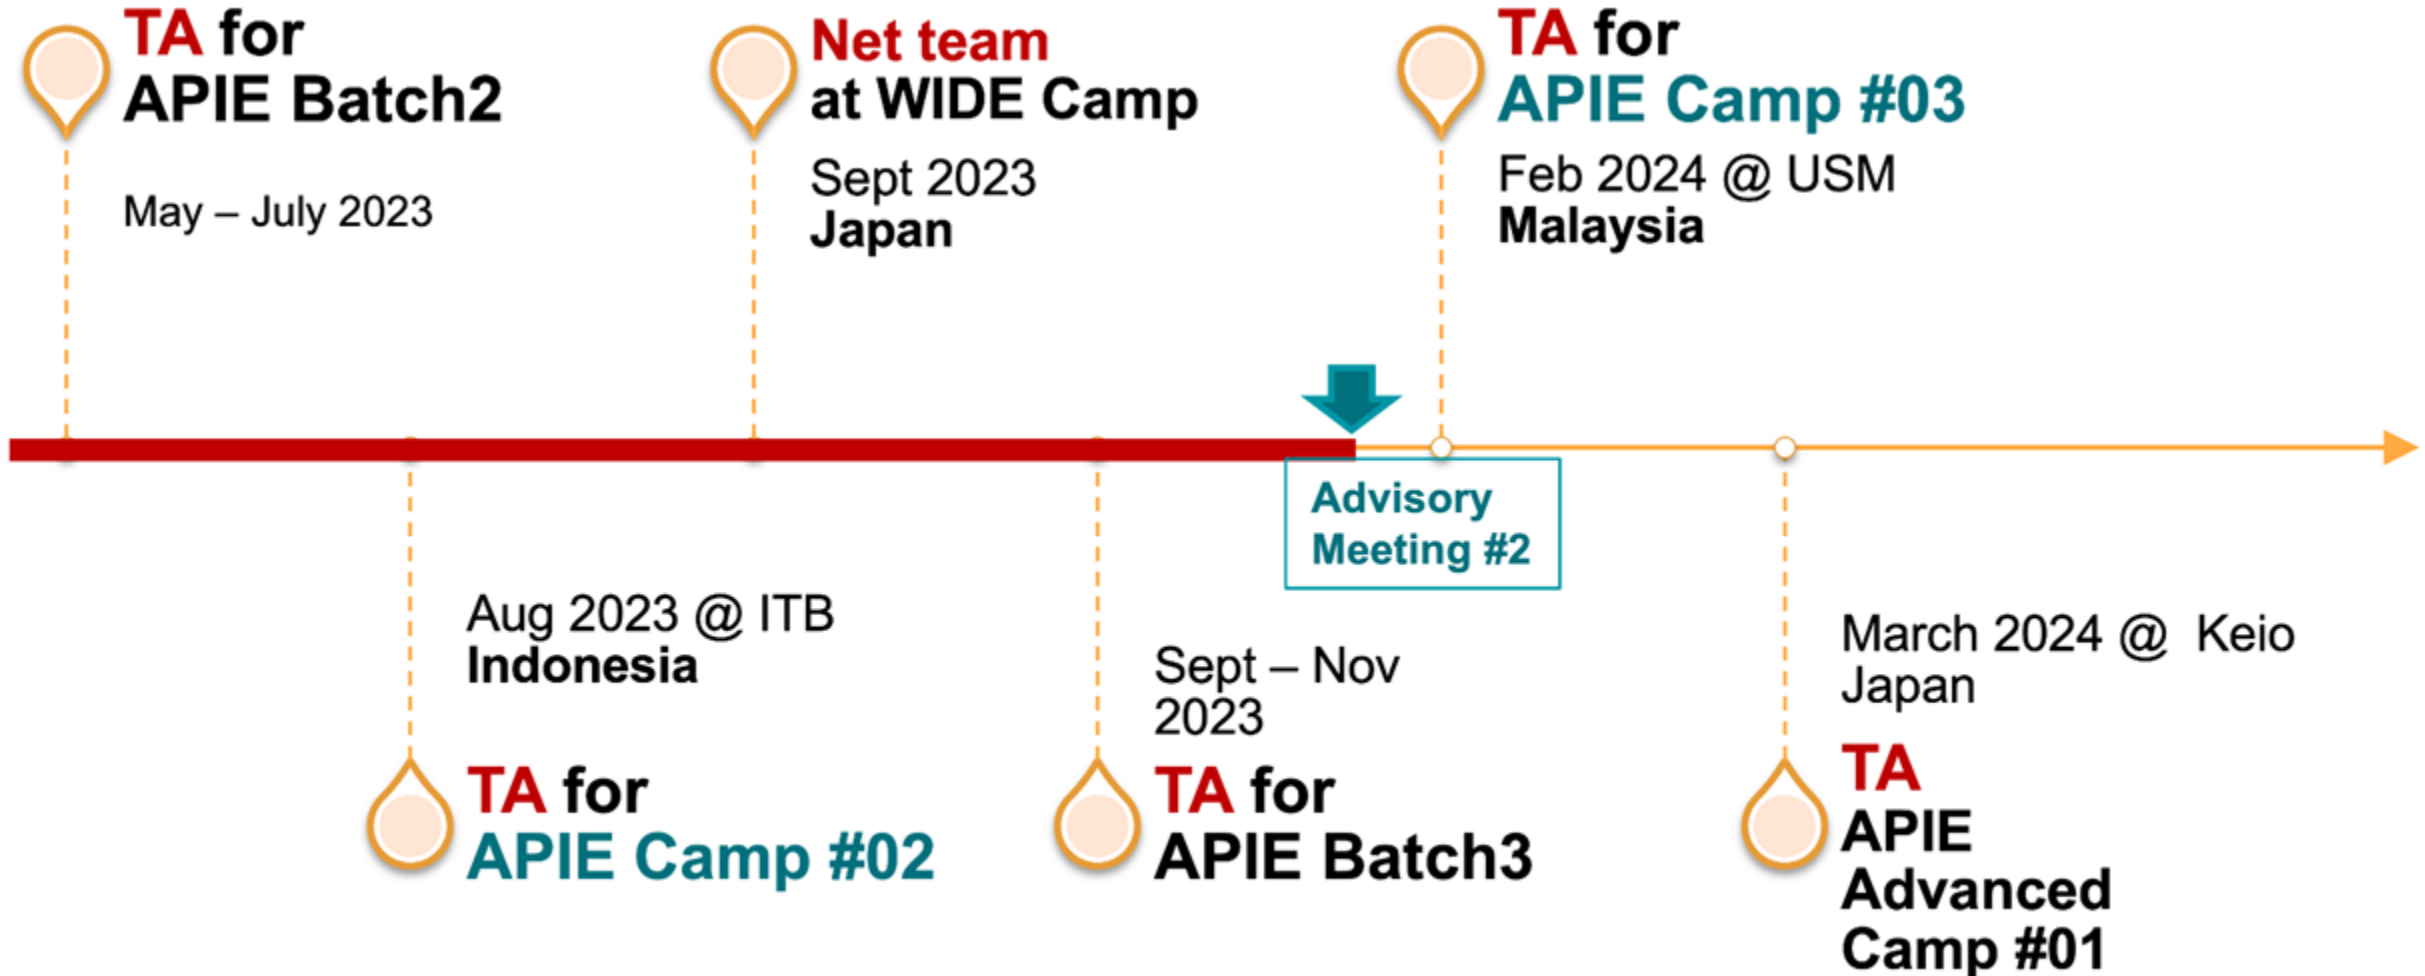 TA for
APIE Batch2
May – July 2023
Net team
at WIDE Camp
Sept 2023
Japan
TA for
APIE Camp #03
Feb 2024 @ USM
Malaysia
Advisory
Meeting #2
Aug 2023 @ ITB
Indonesia
TA for
APIE Camp #02
Sept – Nov
2023
TA for
APIE Batch3
March 2024 @  Keio
Japan
TA
APIE
Advanced
Camp #01